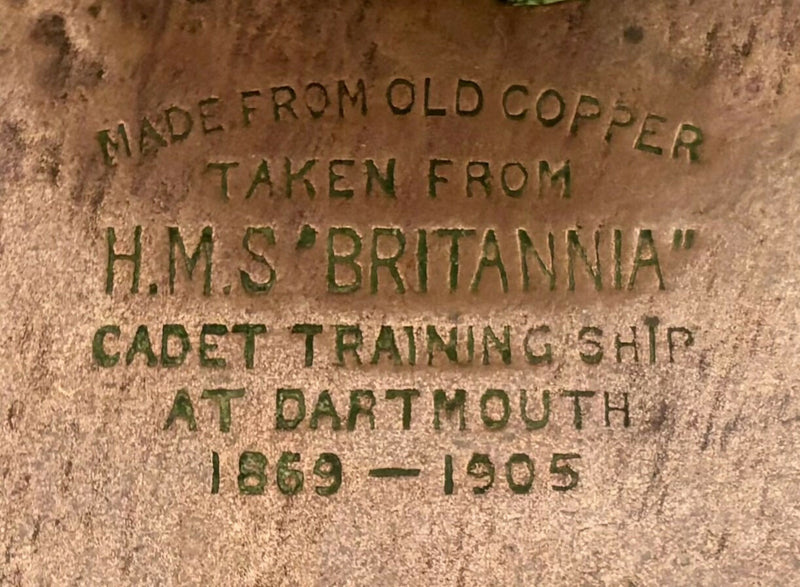 MADE FROM OLD COPPER
TAKEN FROM
H.M.S "BRITANNIA"
CADET TRAINING SHIP
AT DARTMOUTH
1869 — 1905